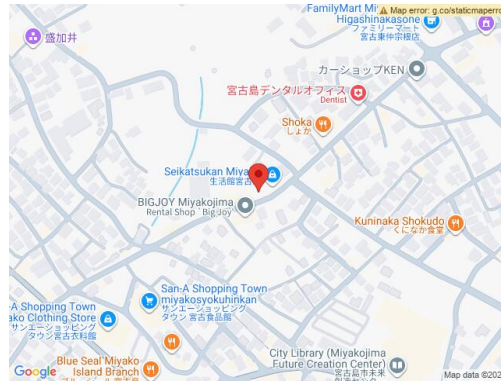 Map error: g.co/staticmaperro
FamilyMart Mi
Higashinakasone
ファミリーマート
宮古東仲宗根店
盛加井
カーショップKEN
宮古島デンタルオフィス
Dentist
Shoka
しょか
Seikatsukan Miya
生活館宮古
BIGJOY Miyakojima
Rental Shop "Big Joy"
Kuninaka Shokudo
くになか食堂
San-A Shopping Town
miyakosyokuhinkan
サンエーショッピング
タウン 宮古食品館
n-A Shopping Town
ako Clothing Store
サンエーショッピング
タウン宮古衣料館
Blue Seal Miyako
Island Branch
City Library (Miyakojima
Future Creation Center)
宮古島市未来
Google
Map data ©202